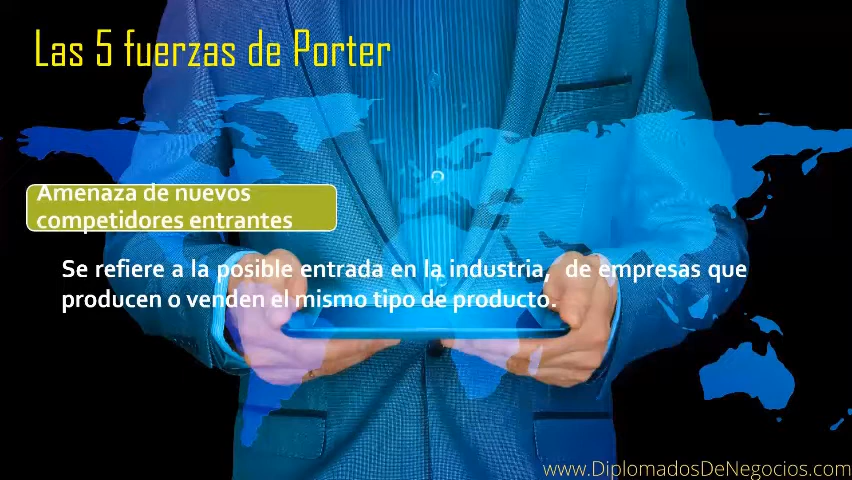 Las 5 fuerzas de Porter
Amenaza de nuevos
competidores entrantes
Se refiere a la posible entrada en la industria,  de empresas que
producen o venden el mismo tipo de producto.
www.DiplomadosDeNegocios.com